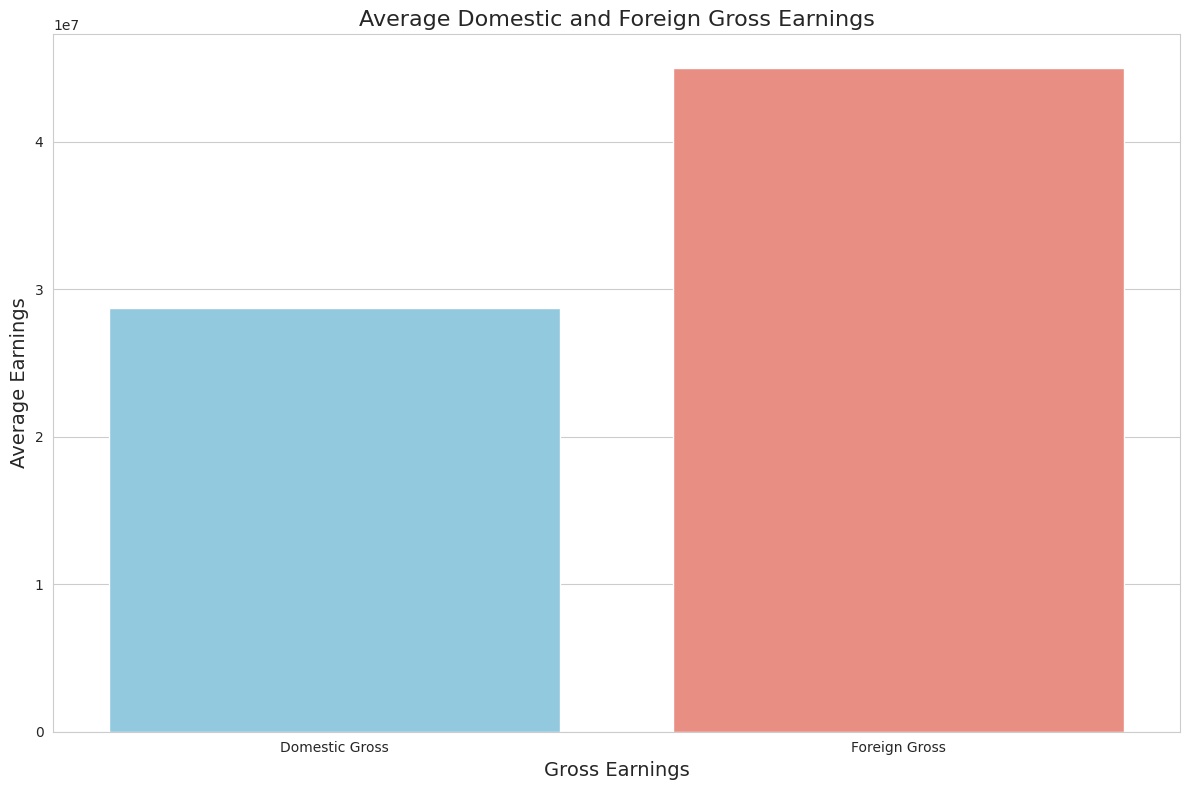 Average Domestic and Foreign Gross Earnings
1e7
4
3
2
1
0
Average Earnings
Domestic Gross
Foreign Gross
Gross Earnings